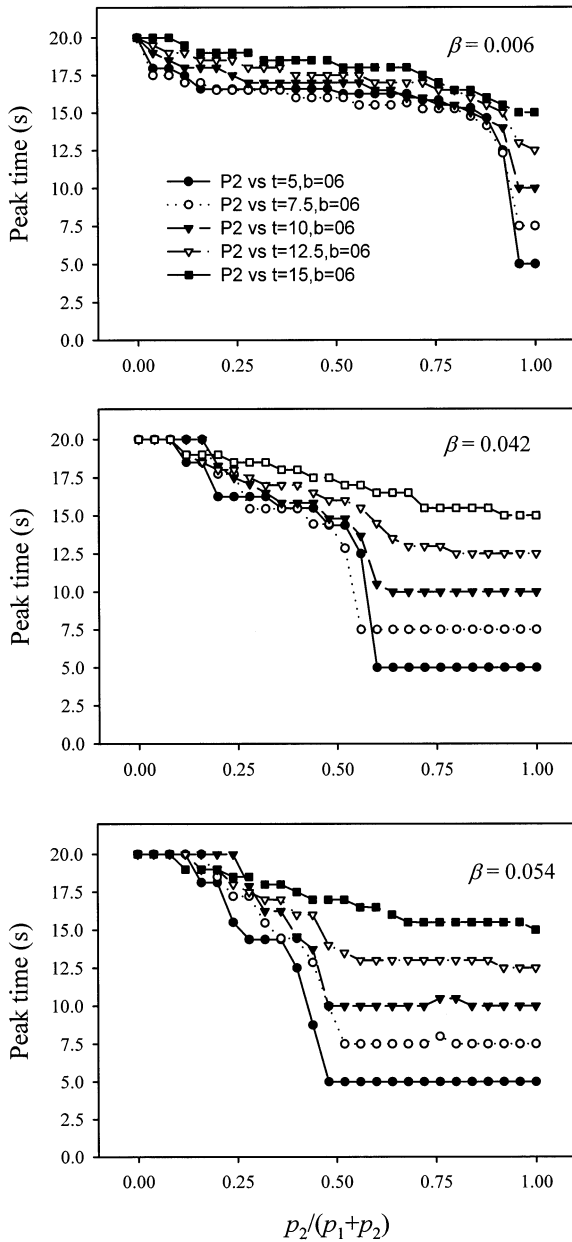 β = 0.006
Peak time (s)
20.0
17.5
15.0
12.5
10.0
7.5
5.0
2.5
0.0
P2 vs t=5,b=06
P2 vs t=7.5,b=06
P2 vs t=10,b=06
P2 vs t=12.5,b=06
P2 vs t=15,b=06
0.00 0.25 0.50 0.75 1.00
β = 0.042
Peak time (s)
20.0
17.5
15.0
12.5
10.0
7.5
5.0
2.5
0.0
0.00 0.25 0.50 0.75 1.00
β = 0.054
Peak time (s)
20.0
17.5
15.0
12.5
10.0
7.5
5.0
2.5
0.0
0.00 0.25 0.50 0.75 1.00
p2/(p1+p2)